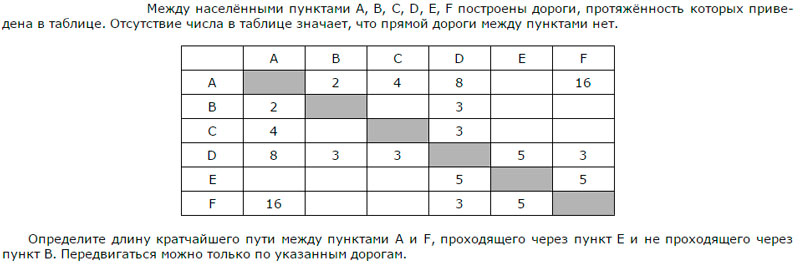 Между населёнными пунктами A, B, C, D, E, F построены дороги, протяжённость которых приве-
дена в таблице. Отсутствие числа в таблице значает, что прямой дороги между пунктами нет.
A B C D E F
A 2 4 8 16
B 2 3
C 4 3
D 8 3 3 5 3
E 5 5
F 16 3 5
Определите длину кратчайшего пути между пунктами A и F, проходящего через пункт E и не проходящего через
пункт B. Передвигаться можно только по указанным дорогам.